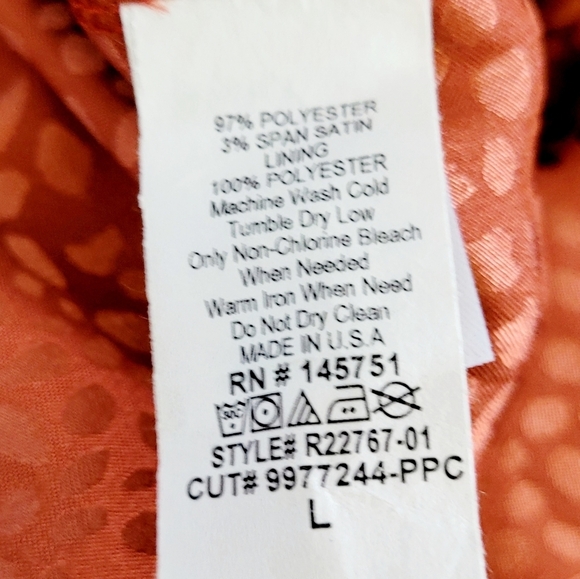 97% POLYESTER
3% SPAN SATIN
LINING
100% POLYESTER
Machine Wash Cold
Tumble Dry Low
Only Non-Chlorine Bleach
When Needed
Warm Iron When Need
Do Not Dry Clean
MADE IN U.S.A
RN # 145751
30C
STYLE# R22767-01
CUT# 9977244-PPC
L